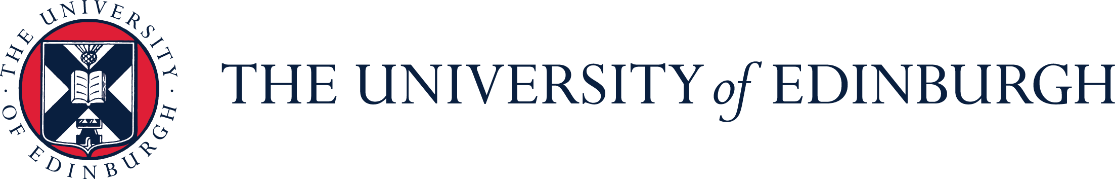 THE UNIVERSITY
· OF EDINBURGH ·
THE UNIVERSITY of EDINBURGH